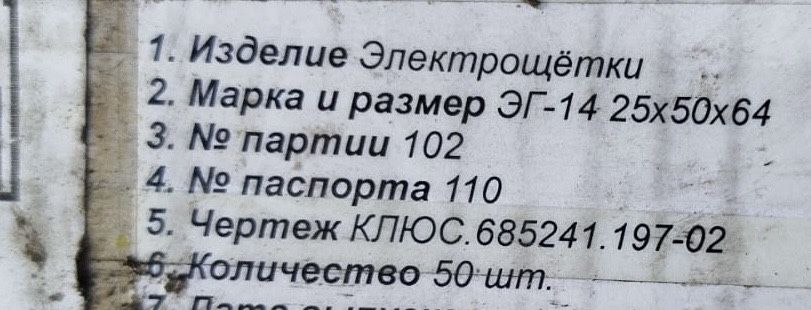 1. Изделие Электрощётки
2. Марка и размер ЭГ-14 25х50х64
3. № партии 102
4. № паспорта 110
5. Чертеж КЛЮС.685241.197-02
6. Количество 50 шт.
7.